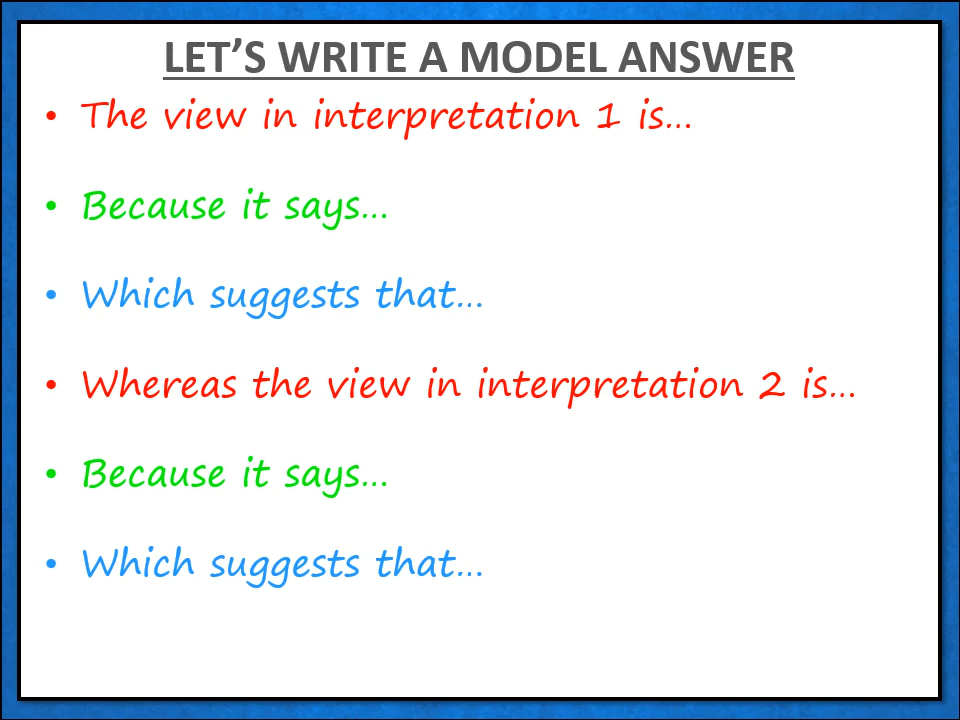 LET’S WRITE A MODEL ANSWER
• The view in interpretation 1 is…
• Because it says…
• Which suggests that…
• Whereas the view in interpretation 2 is…
• Because it says…
• Which suggests that…